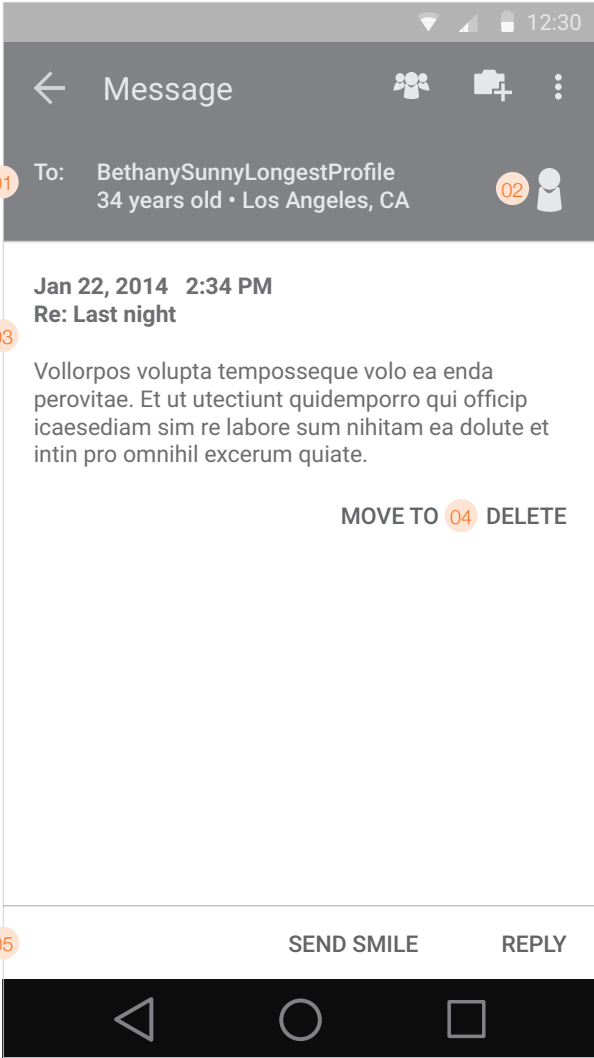 12:30
Message
01 To: BethanySunnyLongestProfile
34 years old • Los Angeles, CA 02
Jan 22, 2014 2:34 PM
Re: Last night
03
Vollorpos volupta temposseque volo ea enda
perovitae. Et ut utectiunt quidemporro qui officip
icaesediam sim re labore sum nihitam ea dolute et
intin pro omnihil excerum quiate.
MOVE TO 04 DELETE
05 SEND SMILE REPLY